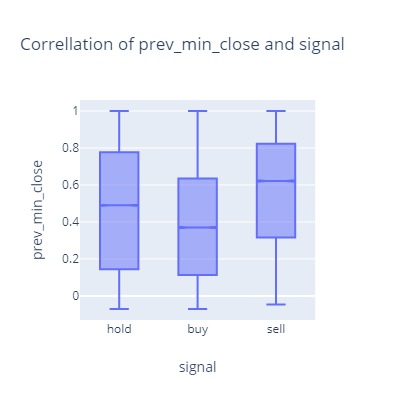 Correllation of prev_min_close and signal
prev_min_close
1
0.8
0.6
0.4
0.2
0
hold buy sell
signal